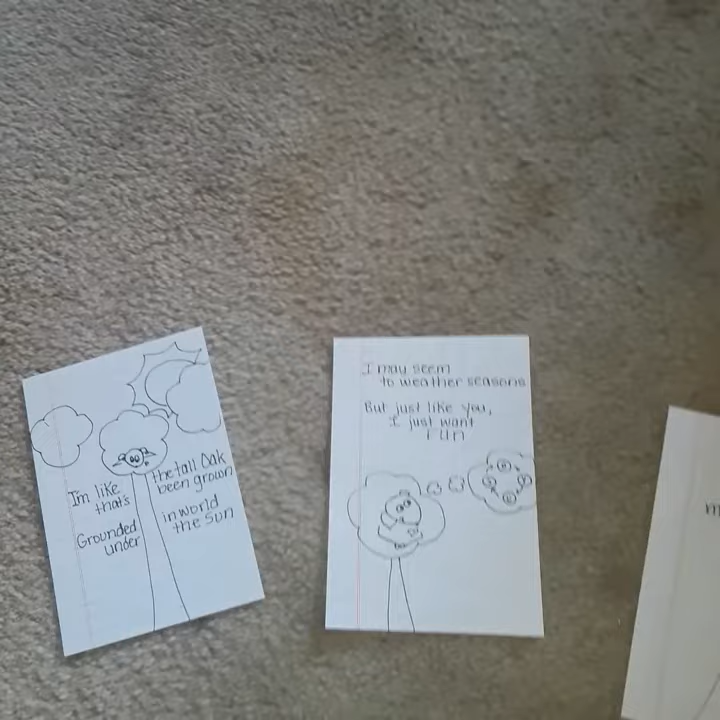 Im like the tall Oak
that's been grown
Grounded in world
under the Sun
I may seem
to weather seasons
But just like you,
I just want
fun
m